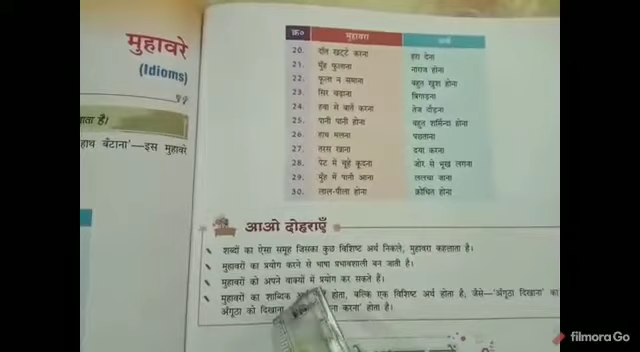 मुहावरे
(Idioms)
ाता है।
हाथ बँटाना'—इस मुहावरे
क्र० मुहावरा अर्थ
20. दाँत खट्टे करना हरा देना
21. मुँह फुलाना नाराज होना
22. फूला न समाना बहुत खुश होना
23. सिर चढ़ाना बिगाड़ना
24. हवा से बातें करना तेज दौड़ना
25. पानी पानी होना बहुत शर्मिन्दा होना
26. हाथ मलना पछताना
27. तरस खाना दया करना
28. पेट में चूहे कूदना जोर से भूख लगना
29. मुँह में पानी आना ललचा जाना
30. लाल-पीला होना क्रोधित होना
आओ दोहराएँ
शब्दों का ऐसा समूह जिसका कुछ विशिष्ट अर्थ निकले, मुहावरा कहलाता है।
मुहावरों का प्रयोग करने से भाषा प्रभावशाली बन जाती है।
मुहावरों को अपने वाक्यों में प्रयोग कर सकते हैं।
मुहावरों का शाब्दिक होता, बल्कि एक विशिष्ट अर्थ होता है, जैसे—'अँगूठा दिखाना' का
अँगूठा को दिखाना करना' होता है।
filmora Go